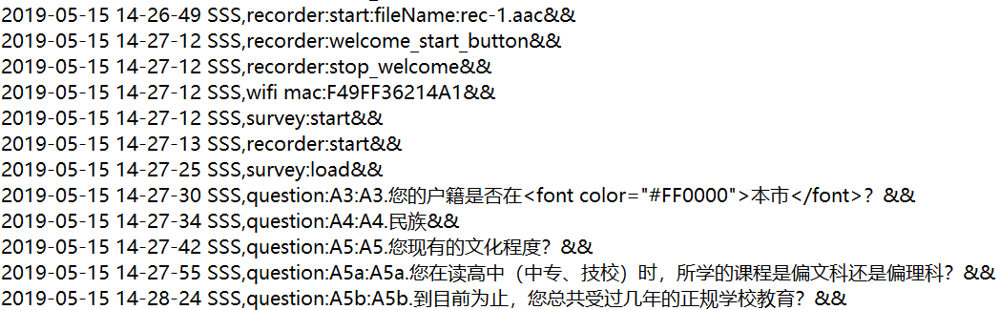 2019-05-15 14-26-49 SSS,recorder:start:fileName:rec-1.aac&&
2019-05-15 14-27-12 SSS,recorder:welcome_start_button&&
2019-05-15 14-27-12 SSS,recorder:stop_welcome&&
2019-05-15 14-27-12 SSS,wifi mac:F49FF36214A1&&
2019-05-15 14-27-12 SSS,survey:start&&
2019-05-15 14-27-13 SSS,recorder:start&&
2019-05-15 14-27-25 SSS,survey:load&&
2019-05-15 14-27-30 SSS,question:A3:A3.您的户籍是否在<font color="#FF0000">本市</font>？&&
2019-05-15 14-27-34 SSS,question:A4:A4.民族&&
2019-05-15 14-27-42 SSS,question:A5:A5.您现有的文化程度？&&
2019-05-15 14-27-55 SSS,question:A5a:A5a.您在读高中（中专、技校）时，所学的课程是偏文科还是偏理科？&&
2019-05-15 14-28-24 SSS,question:A5b:A5b.到目前为止，您总共受过几年的正规学校教育？&&